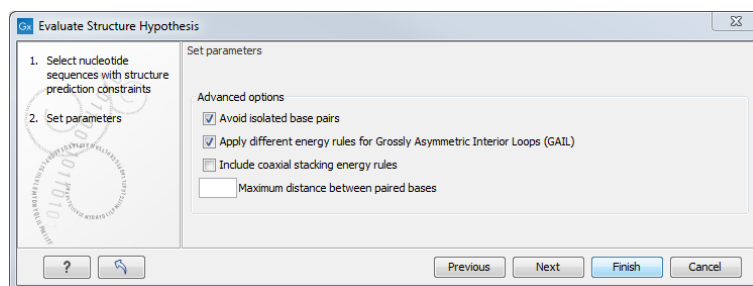 Gx Evaluate Structure Hypothesis
1. Select nucleotide
sequences with structure
prediction constraints
2. Set parameters
Set parameters
Advanced options
Avoid isolated base pairs
Apply different energy rules for Grossly Asymmetric Interior Loops (GAIL)
Include coaxial stacking energy rules
Maximum distance between paired bases
?
Previous
Next
Finish
Cancel